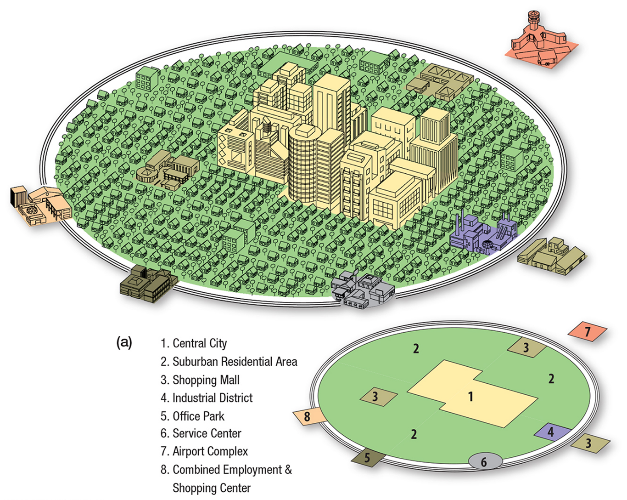 (a)
1. Central City
2. Suburban Residential Area
3. Shopping Mall
4. Industrial District
5. Office Park
6. Service Center
7. Airport Complex
8. Combined Employment &
Shopping Center
7
2
3
2
3
1
8
2
4
3
5
6